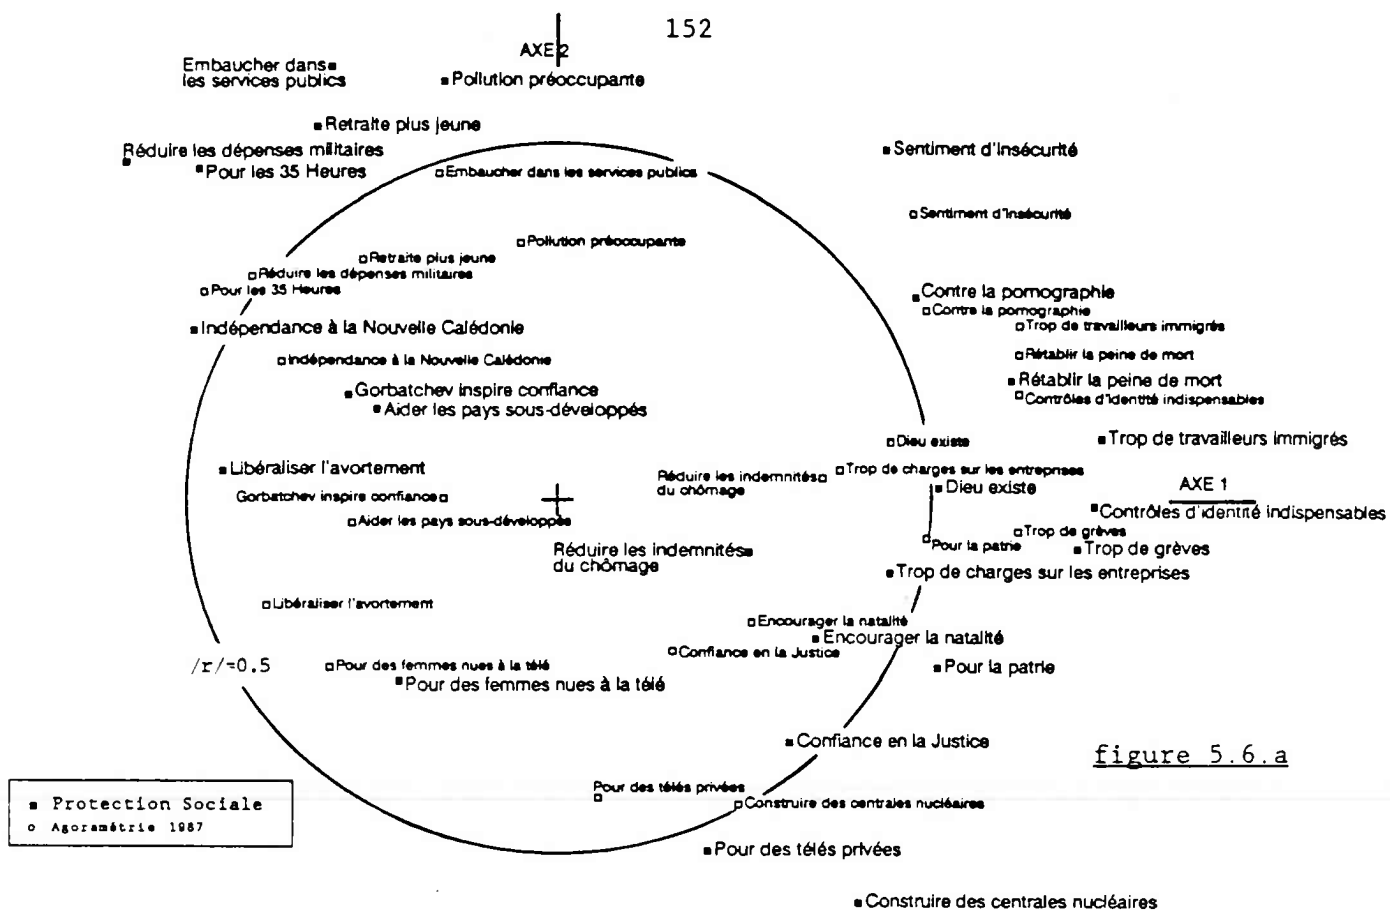 152
AXE 2
Embaucher dans
les services publics
Pollution préoccupante
Retraite plus jeune
Réduire les dépenses militaires
Pour les 35 Heures
Embaucher dans les services publics
Sentiment d'Insécurité
Sentiment d'Insécurité
Pollution préoccupante
Retraite plus jeune
Réduire les dépenses militaires
Pour les 35 Heures
Contre la pornographie
Contre la pornographie
Trop de travailleurs immigrés
Indépendance à la Nouvelle Calédonie
Indépendance à la Nouvelle Calédonie
Rétablir la peine de mort
Rétablir la peine de mort
Contrôles d'identité indispensables
Gorbatchev inspire confiance
Aider les pays sous-développés
Dieu existe
Trop de travailleurs immigrés
Libéraliser l'avortement
Réduire les indemnités
du chômage
Trop de charges sur les entreprises
Dieu existe
AXE 1
Gorbatchev inspire confiance
Contrôles d'identité indispensables
Aider les pays sous-développés
Trop de grèves
Pour la patrie
Trop de grèves
Réduire les indemnités
du chômage
Trop de charges sur les entreprises
Libéraliser l'avortement
Encourager la natalité
Encourager la natalité
Confiance en la Justice
/r/=0.5
Pour des femmes nues à la télé
Pour des femmes nues à la télé
Pour la patrie
Confiance en la Justice
figure 5.6.a
Pour des télés privées
Construire des centrales nucléaires
Protection Sociale
Agoramétrie 1987
Pour des télés privées
Construire des centrales nucléaires